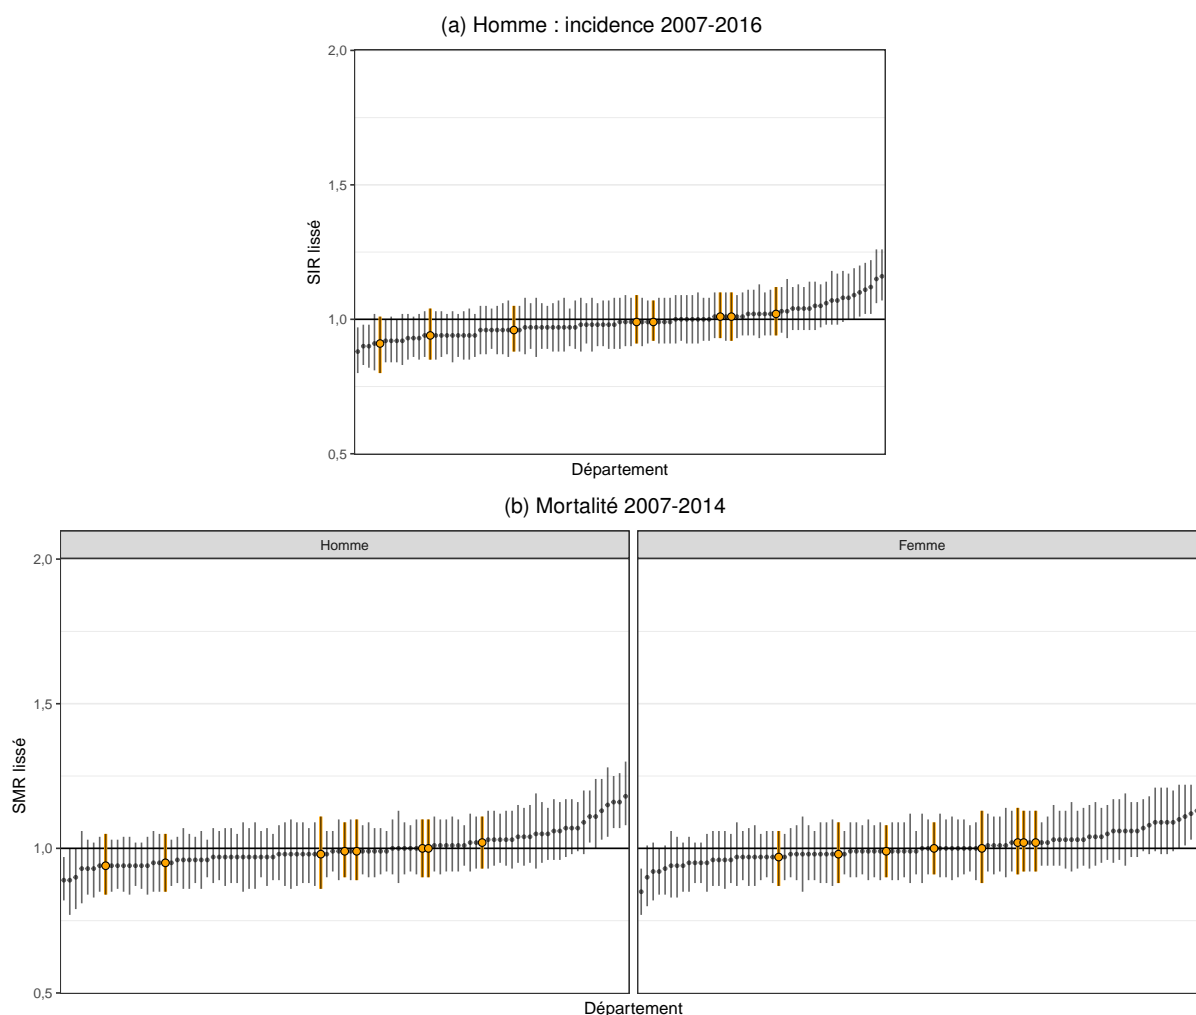 (a) Homme : incidence 2007-2016
2,0
1,5
1,0
0,5
SIR lissé
Département
(b) Mortalité 2007-2014
Homme
Femme
2,0
1,5
1,0
0,5
SMR lissé
Département